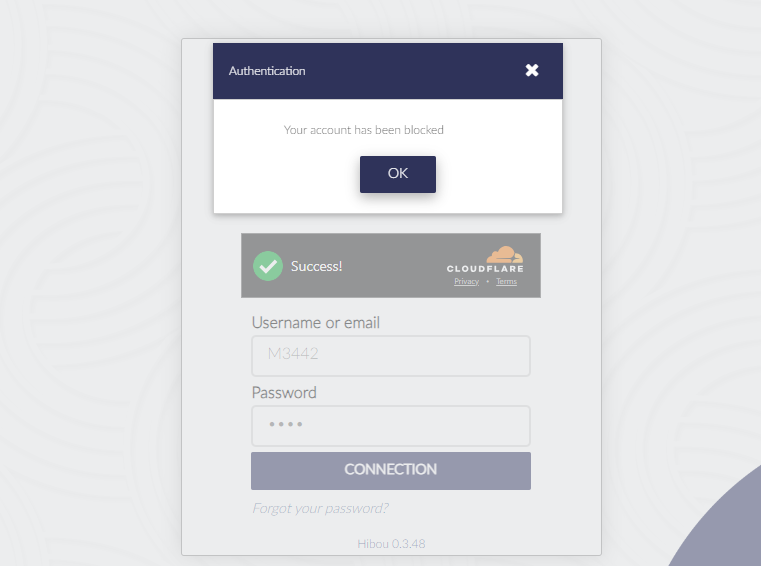 Authentication
Your account has been blocked
OK
Success!
CLOUDFLARE
Privacy • Terms
Username or email
M3442
Password
••••
CONNECTION
Forgot your password?
Hibou 0.3.48